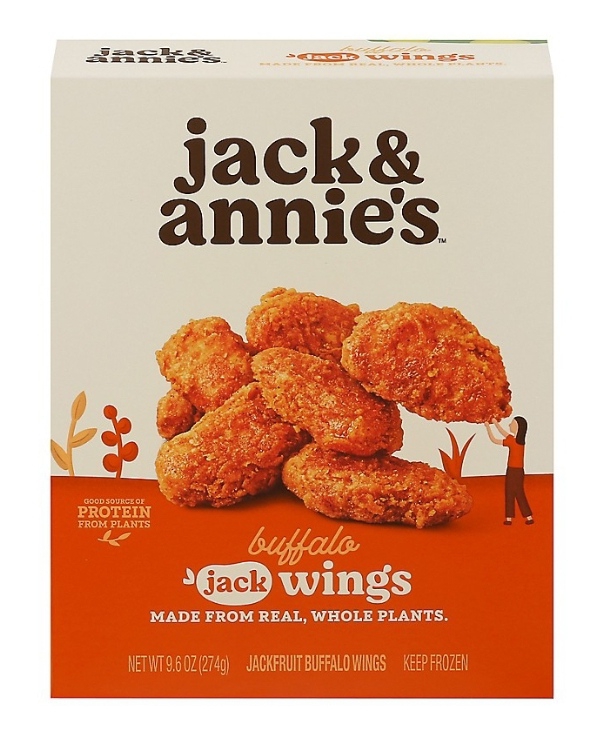 jack&
annie's.
buffalo
jack wings
MADE FROM REAL, WHOLE PLANTS.
jack&
annie's™
GOOD SOURCE OF
PROTEIN
FROM PLANTS
buffalo
jack wings
MADE FROM REAL, WHOLE PLANTS.
NET WT 9.6 OZ (274g) JACKFRUIT BUFFALO WINGS KEEP FROZEN